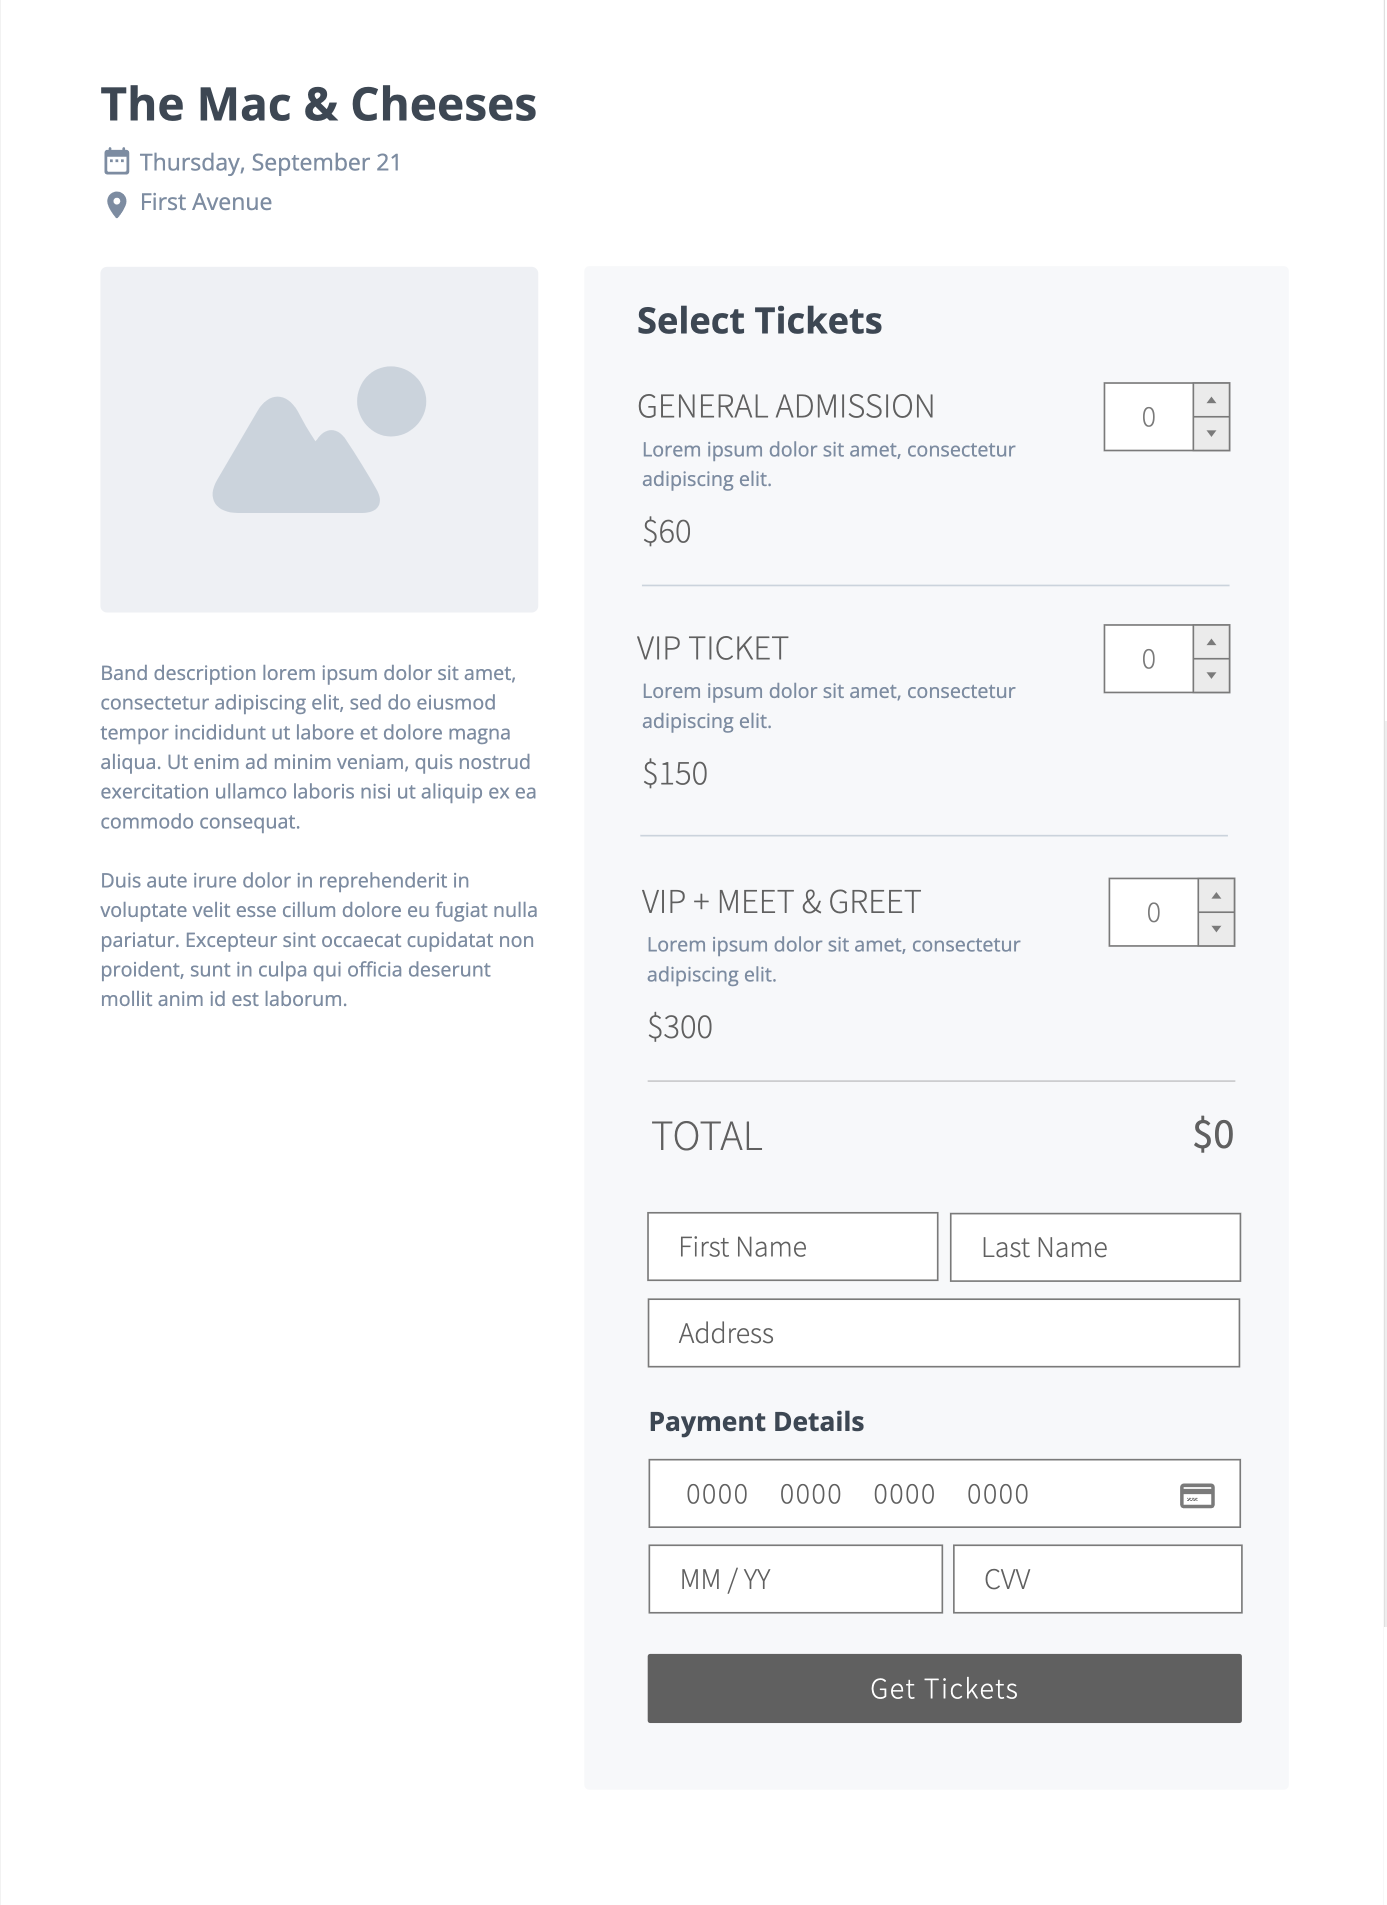 The Mac & Cheeses
Thursday, September 21
First Avenue
Band description lorem ipsum dolor sit amet,
consectetur adipiscing elit, sed do eiusmod
tempor incididunt ut labore et dolore magna
aliqua. Ut enim ad minim veniam, quis nostrud
exercitation ullamco laboris nisi ut aliquip ex ea
commodo consequat.
Duis aute irure dolor in reprehenderit in
voluptate velit esse cillum dolore eu fugiat nulla
pariatur. Excepteur sint occaecat cupidatat non
proident, sunt in culpa qui officia deserunt
mollit anim id est laborum.
Select Tickets
GENERAL ADMISSION
0
Lorem ipsum dolor sit amet, consectetur
adipiscing elit.
$60
VIP TICKET
0
Lorem ipsum dolor sit amet, consectetur
adipiscing elit.
$150
VIP + MEET & GREET
0
Lorem ipsum dolor sit amet, consectetur
adipiscing elit.
$300
TOTAL $0
First Name Last Name
Address
Payment Details
0000 0000 0000 0000
MM / YY CVV
Get Tickets